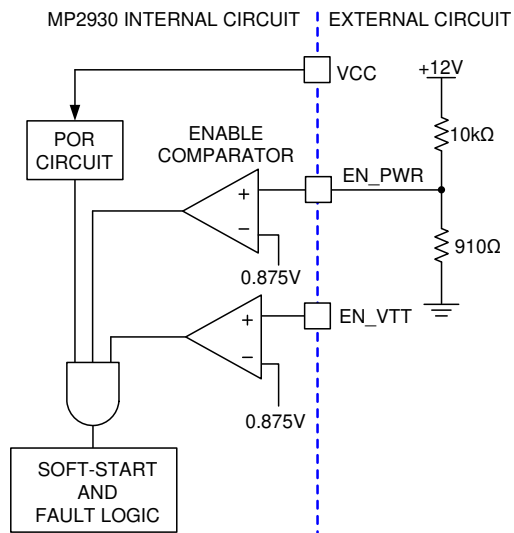 MP2930 INTERNAL CIRCUIT
EXTERNAL CIRCUIT
VCC
+12V
POR
CIRCUIT
ENABLE
COMPARATOR
10kΩ
+
EN_PWR
−
0.875V
910Ω
+
EN_VTT
−
0.875V
SOFT-START
AND
FAULT LOGIC